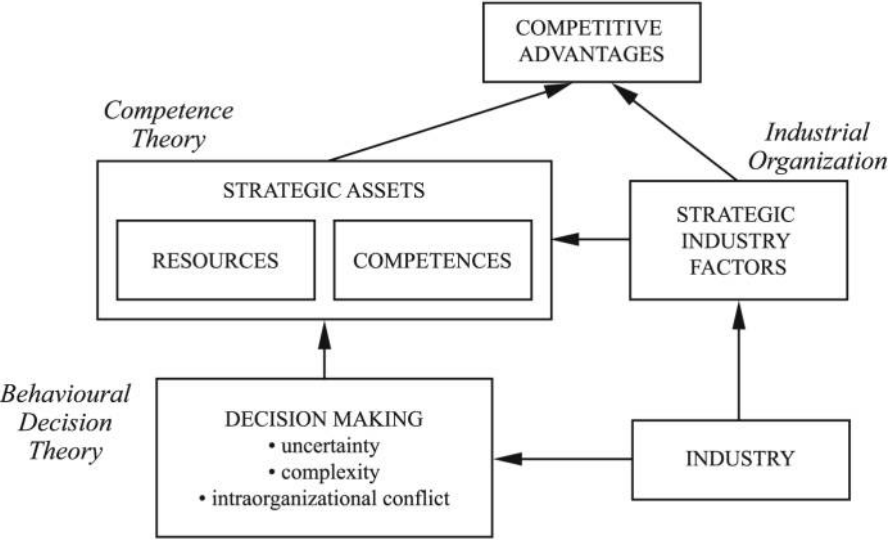 COMPETITIVE
ADVANTAGES
Competence
Theory
Industrial
Organization
STRATEGIC ASSETS
RESOURCES
COMPETENCES
STRATEGIC
INDUSTRY
FACTORS
Behavioural
Decision
Theory
DECISION MAKING
• uncertainty
• complexity
• intraorganizational conflict
INDUSTRY